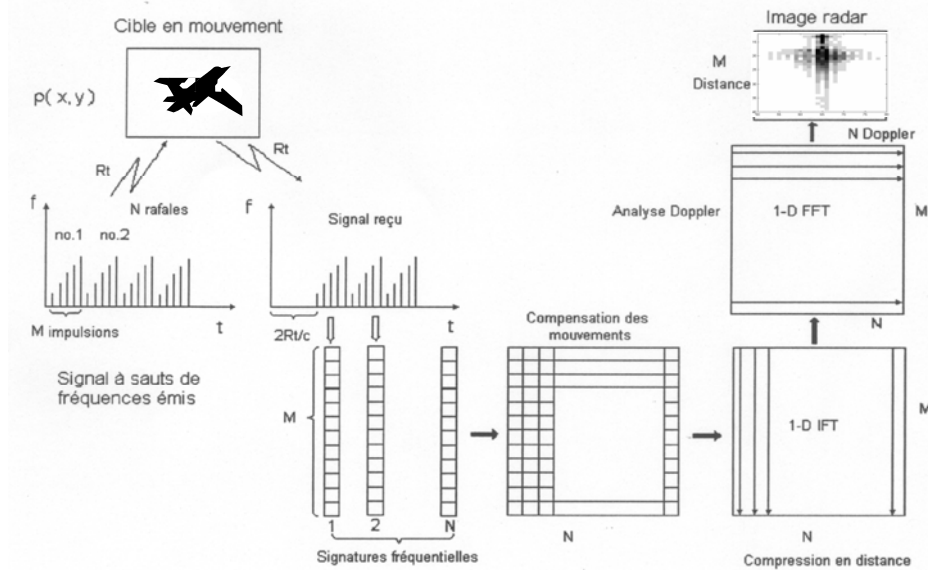 Cible en mouvement
ρ(x,y)
Rt
Rt
N rafales
f
no.1
no.2
M impulsions
t
Signal à sauts de
fréquences émis
f
Signal reçu
2Rt/c
t
M
1
2
N
Signatures fréquentielles
Compensation des
mouvements
N
1-D IFT
M
N
Compression en distance
Analyse Doppler
1-D FFT
M
N
N Doppler
Image radar
M
Distance